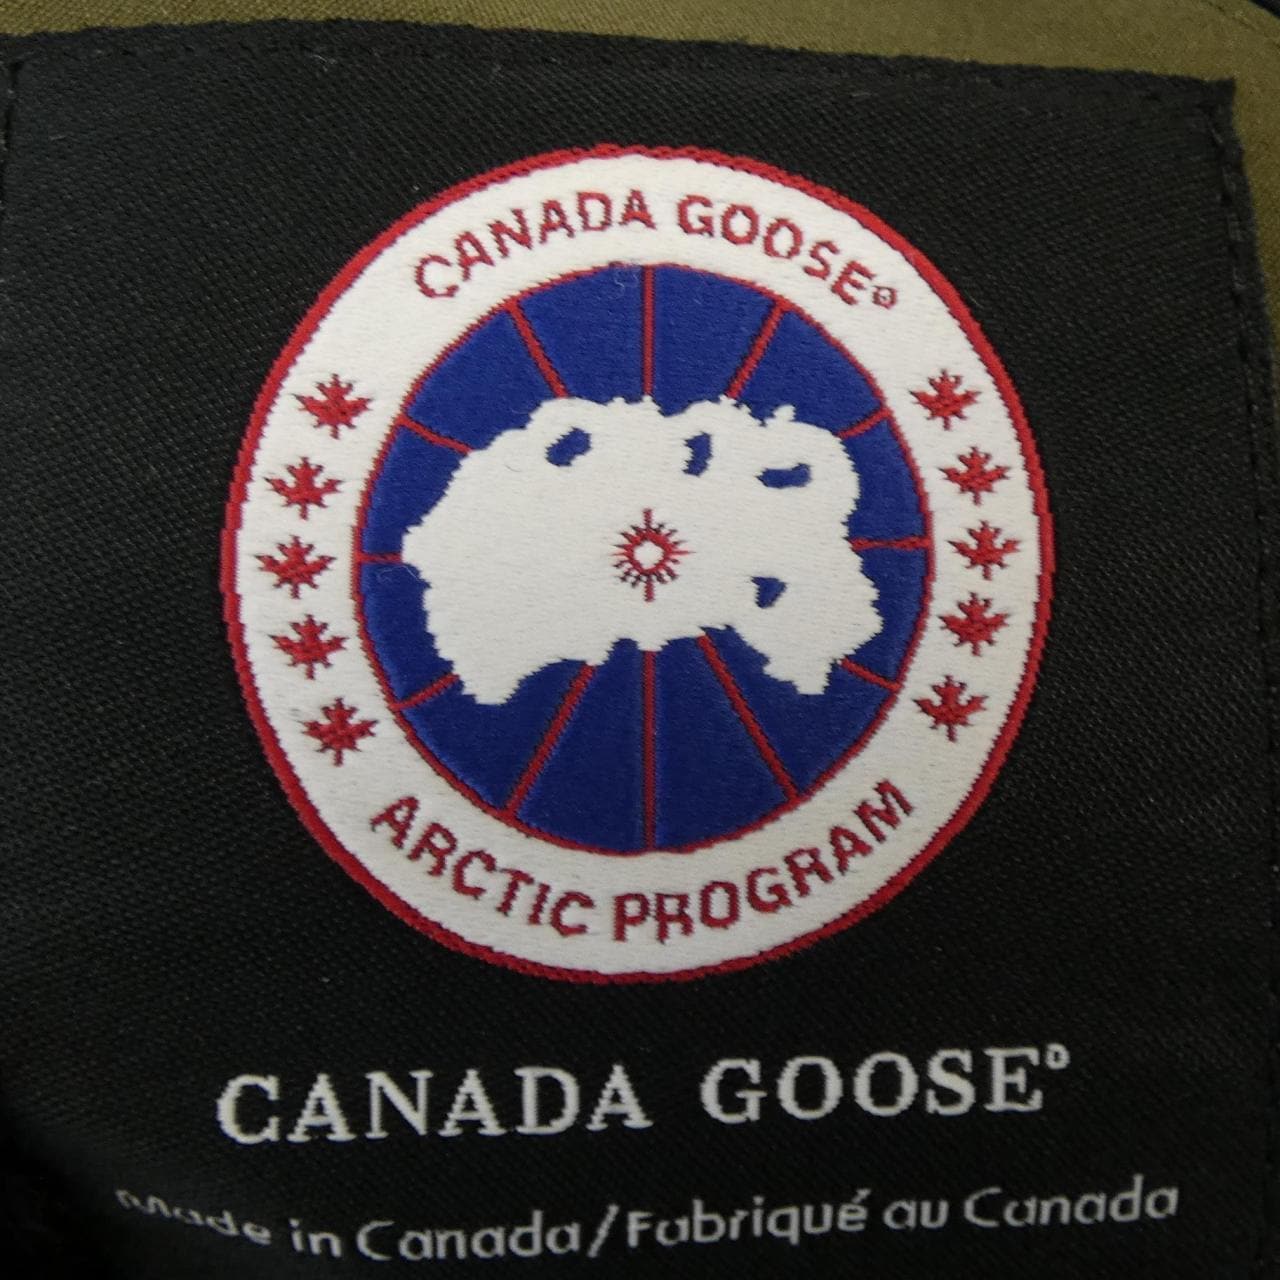 CANADA GOOSE®
ARCTIC PROGRAM
CANADA GOOSE®
Made in Canada/Fabriqué au Canada